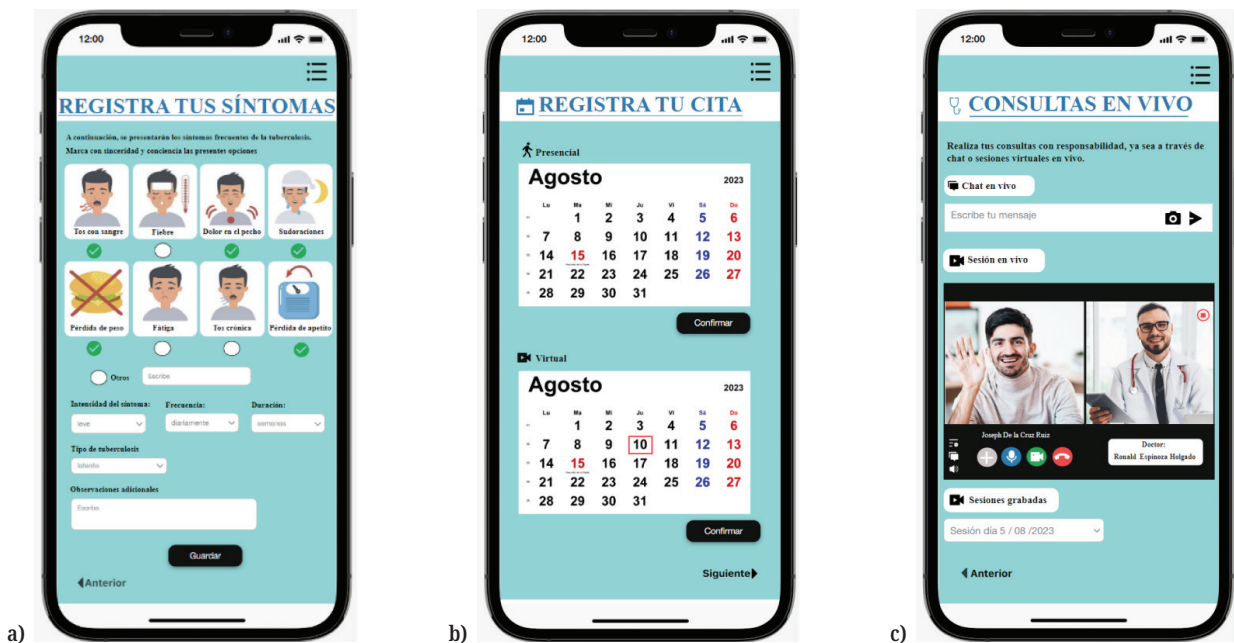 12:00
REGISTRA TUS SÍNTOMAS
A continuación, se presentarán los síntomas frecuentes de la tuberculosis.
Marca con sinceridad y conciencia las presentes opciones
Tos con sangre Fiebre Dolor en el pecho Sudoraciones
Pérdida de peso Fátiga Tos crónica Pérdida de apetito
Otros Escribe
Intensidad del síntoma: Frecuencia: Duración:
leve diariamente semanas
Tipo de tuberculosis
latente
Observaciones adicionales
Escribe
Guardar
Anterior
a)
12:00
REGISTRA TU CITA
Presencial
Agosto 2023
Lu Ma Mi Ju Vi Sá Do
1 2 3 4 5 6
7 8 9 10 11 12 13
14 15 16 17 18 19 20
21 22 23 24 25 26 27
28 29 30 31
Confirmar
Virtual
Agosto 2023
Lu Ma Mi Ju Vi Sá Do
1 2 3 4 5 6
7 8 9 10 11 12 13
14 15 16 17 18 19 20
21 22 23 24 25 26 27
28 29 30 31
Confirmar
Siguiente
b)
12:00
CONSULTAS EN VIVO
Realiza tus consultas con responsabilidad, ya sea a través de
chat o sesiones virtuales en vivo.
Chat en vivo
Escribe tu mensaje
Sesión en vivo
Joseph De la Cruz Ruiz
Doctor:
Ronald Espinoza Holgado
Sesiones grabadas
Sesión día 5 / 08 /2023
Anterior
c)